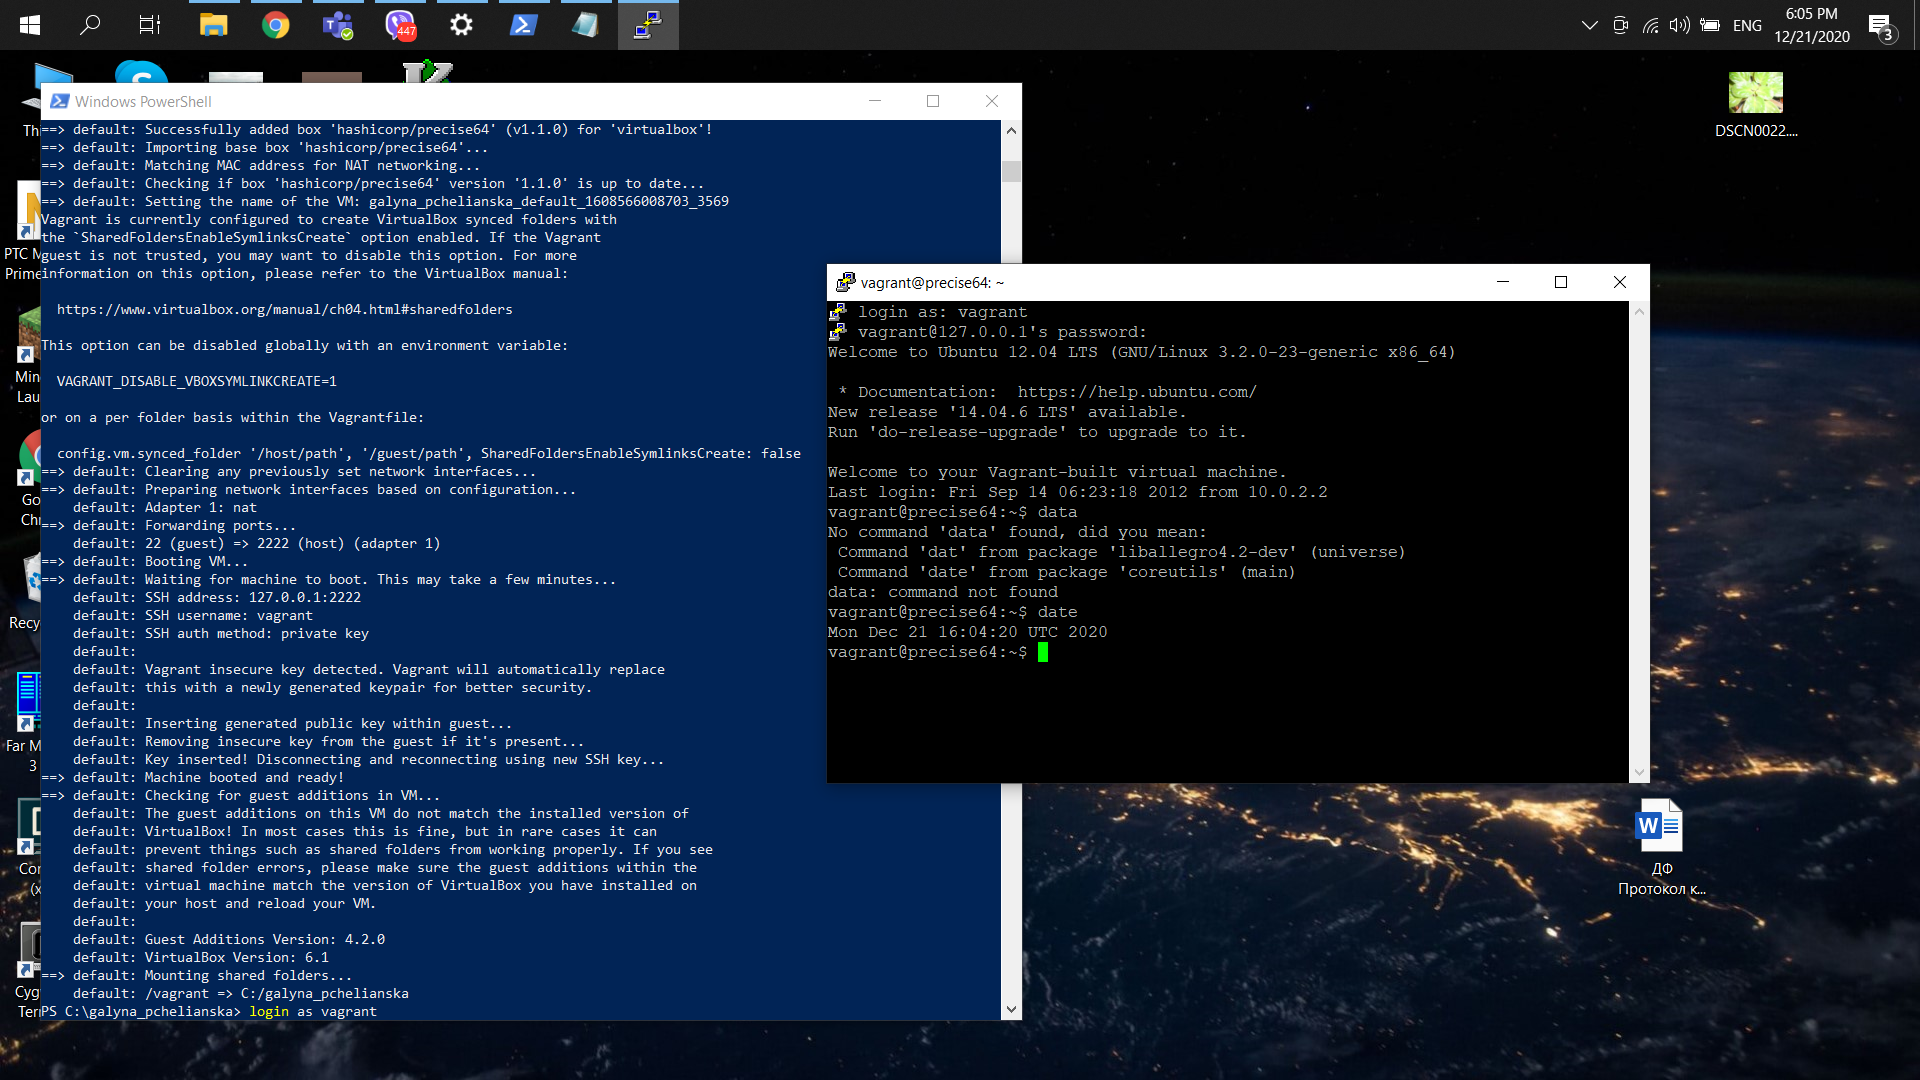 447
ENG
6:05 PM
12/21/2020
3
Windows PowerShell
==> default: Successfully added box 'hashicorp/precise64' (v1.1.0) for 'virtualbox'!
==> default: Importing base box 'hashicorp/precise64'...
==> default: Matching MAC address for NAT networking...
==> default: Checking if box 'hashicorp/precise64' version '1.1.0' is up to date...
==> default: Setting the name of the VM: galyna_pchelianska_default_1608566008703_3569
Vagrant is currently configured to create VirtualBox synced folders with
the `SharedFoldersEnableSymlinksCreate` option enabled. If the Vagrant
guest is not trusted, you may want to disable this option. For more
information on this option, please refer to the VirtualBox manual:
https://www.virtualbox.org/manual/ch04.html#sharedfolders
This option can be disabled globally with an environment variable:
VAGRANT_DISABLE_VBOXSYMLINKCREATE=1
or on a per folder basis within the Vagrantfile:
config.vm.synced_folder '/host/path', '/guest/path', SharedFoldersEnableSymlinksCreate: false
==> default: Clearing any previously set network interfaces...
==> default: Preparing network interfaces based on configuration...
default: Adapter 1: nat
==> default: Forwarding ports...
default: 22 (guest) => 2222 (host) (adapter 1)
==> default: Booting VM...
==> default: Waiting for machine to boot. This may take a few minutes...
default: SSH address: 127.0.0.1:2222
default: SSH username: vagrant
default: SSH auth method: private key
default:
default: Vagrant insecure key detected. Vagrant will automatically replace
default: this with a newly generated keypair for better security.
default:
default: Inserting generated public key within guest...
default: Removing insecure key from the guest if it's present...
default: Key inserted! Disconnecting and reconnecting using new SSH key...
==> default: Machine booted and ready!
==> default: Checking for guest additions in VM...
default: The guest additions on this VM do not match the installed version of
default: VirtualBox! In most cases this is fine, but in rare cases it can
default: prevent things such as shared folders from working properly. If you see
default: shared folder errors, please make sure the guest additions within the
default: virtual machine match the version of VirtualBox you have installed on
default: your host and reload your VM.
default:
default: Guest Additions Version: 4.2.0
default: VirtualBox Version: 6.1
==> default: Mounting shared folders...
default: /vagrant => C:/galyna_pchelianska
PS C:\galyna_pchelianska> login as vagrant
vagrant@precise64: ~
login as: vagrant
vagrant@127.0.0.1's password:
Welcome to Ubuntu 12.04 LTS (GNU/Linux 3.2.0-23-generic x86_64)
* Documentation:  https://help.ubuntu.com/
New release '14.04.6 LTS' available.
Run 'do-release-upgrade' to upgrade to it.
Welcome to your Vagrant-built virtual machine.
Last login: Fri Sep 14 06:23:18 2012 from 10.0.2.2
vagrant@precise64:~$ data
No command 'data' found, did you mean:
Command 'dat' from package 'liballegro4.2-dev' (universe)
Command 'date' from package 'coreutils' (main)
data: command not found
vagrant@precise64:~$ date
Mon Dec 21 16:04:20 UTC 2020
vagrant@precise64:~$
Th
PTC M
Prime
Min
Lau
Go
Chr
Recy
Far M
3
Con
(x
Cyg
Ter
DSCN0022....
ДФ
Протокол к...